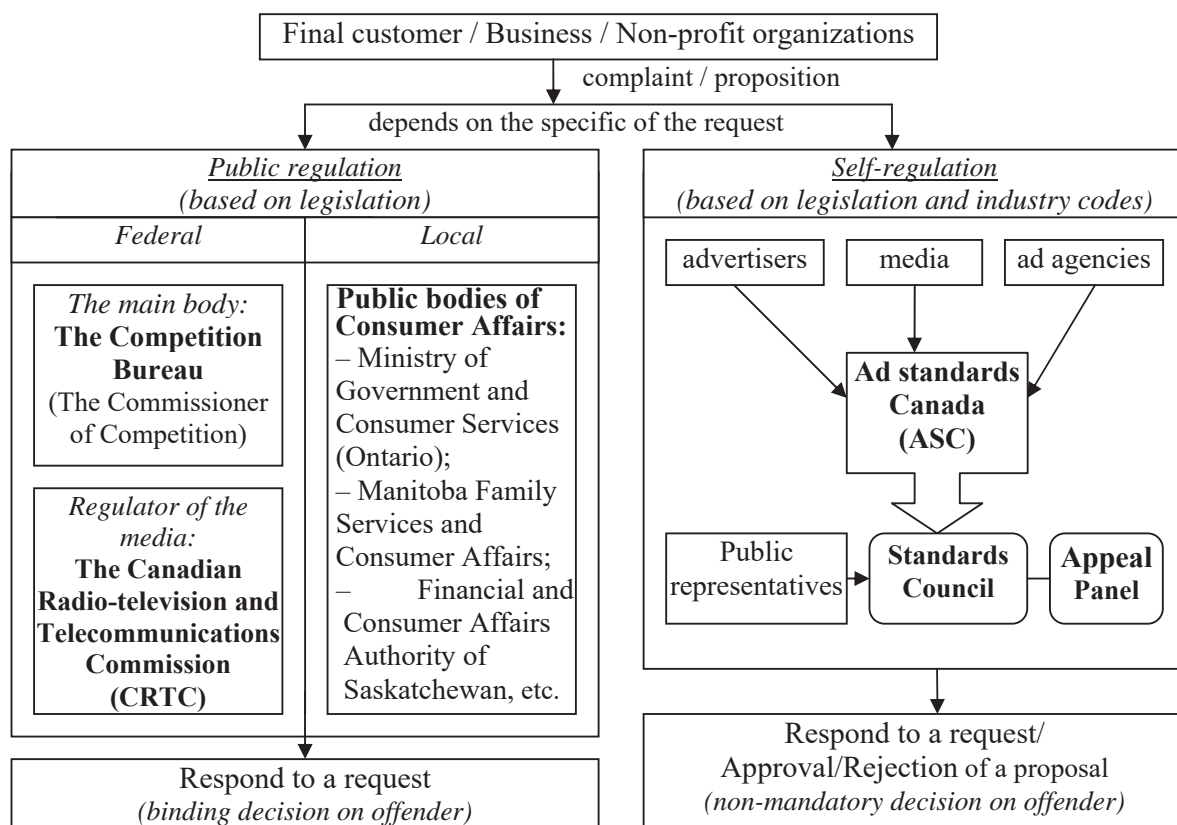 Final customer / Business / Non-profit organizations
complaint / proposition
depends on the specific of the request
Public regulation
(based on legislation)
Federal
Local
The main body:
The Competition
Bureau
(The Commissioner
of Competition)
Regulator of the
media:
The Canadian
Radio-television and
Telecommunications
Commission
(CRTC)
Public bodies of
Consumer Affairs:
– Ministry of
Government and
Consumer Services
(Ontario);
– Manitoba Family
Services and
Consumer Affairs;
– Financial and
Consumer Affairs
Authority of
Saskatchewan, etc.
Respond to a request
(binding decision on offender)
Self-regulation
(based on legislation and industry codes)
advertisers
media
ad agencies
Ad standards
Canada
(ASC)
Public
representatives
Standards
Council
Appeal
Panel
Respond to a request/
Approval/Rejection of a proposal
(non-mandatory decision on offender)